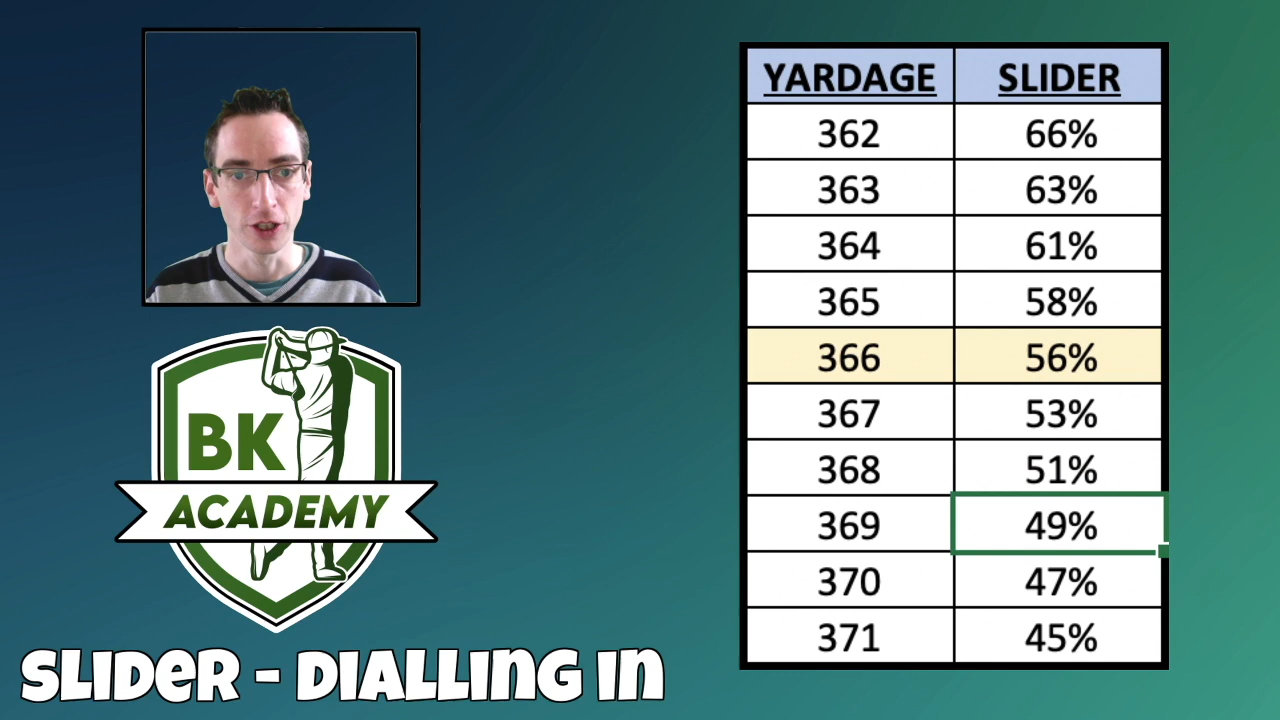 BK
ACADEMY
SLIDER - DIALLING IN
YARDAGE SLIDER
362 66%
363 63%
364 61%
365 58%
366 56%
367 53%
368 51%
369 49%
370 47%
371 45%